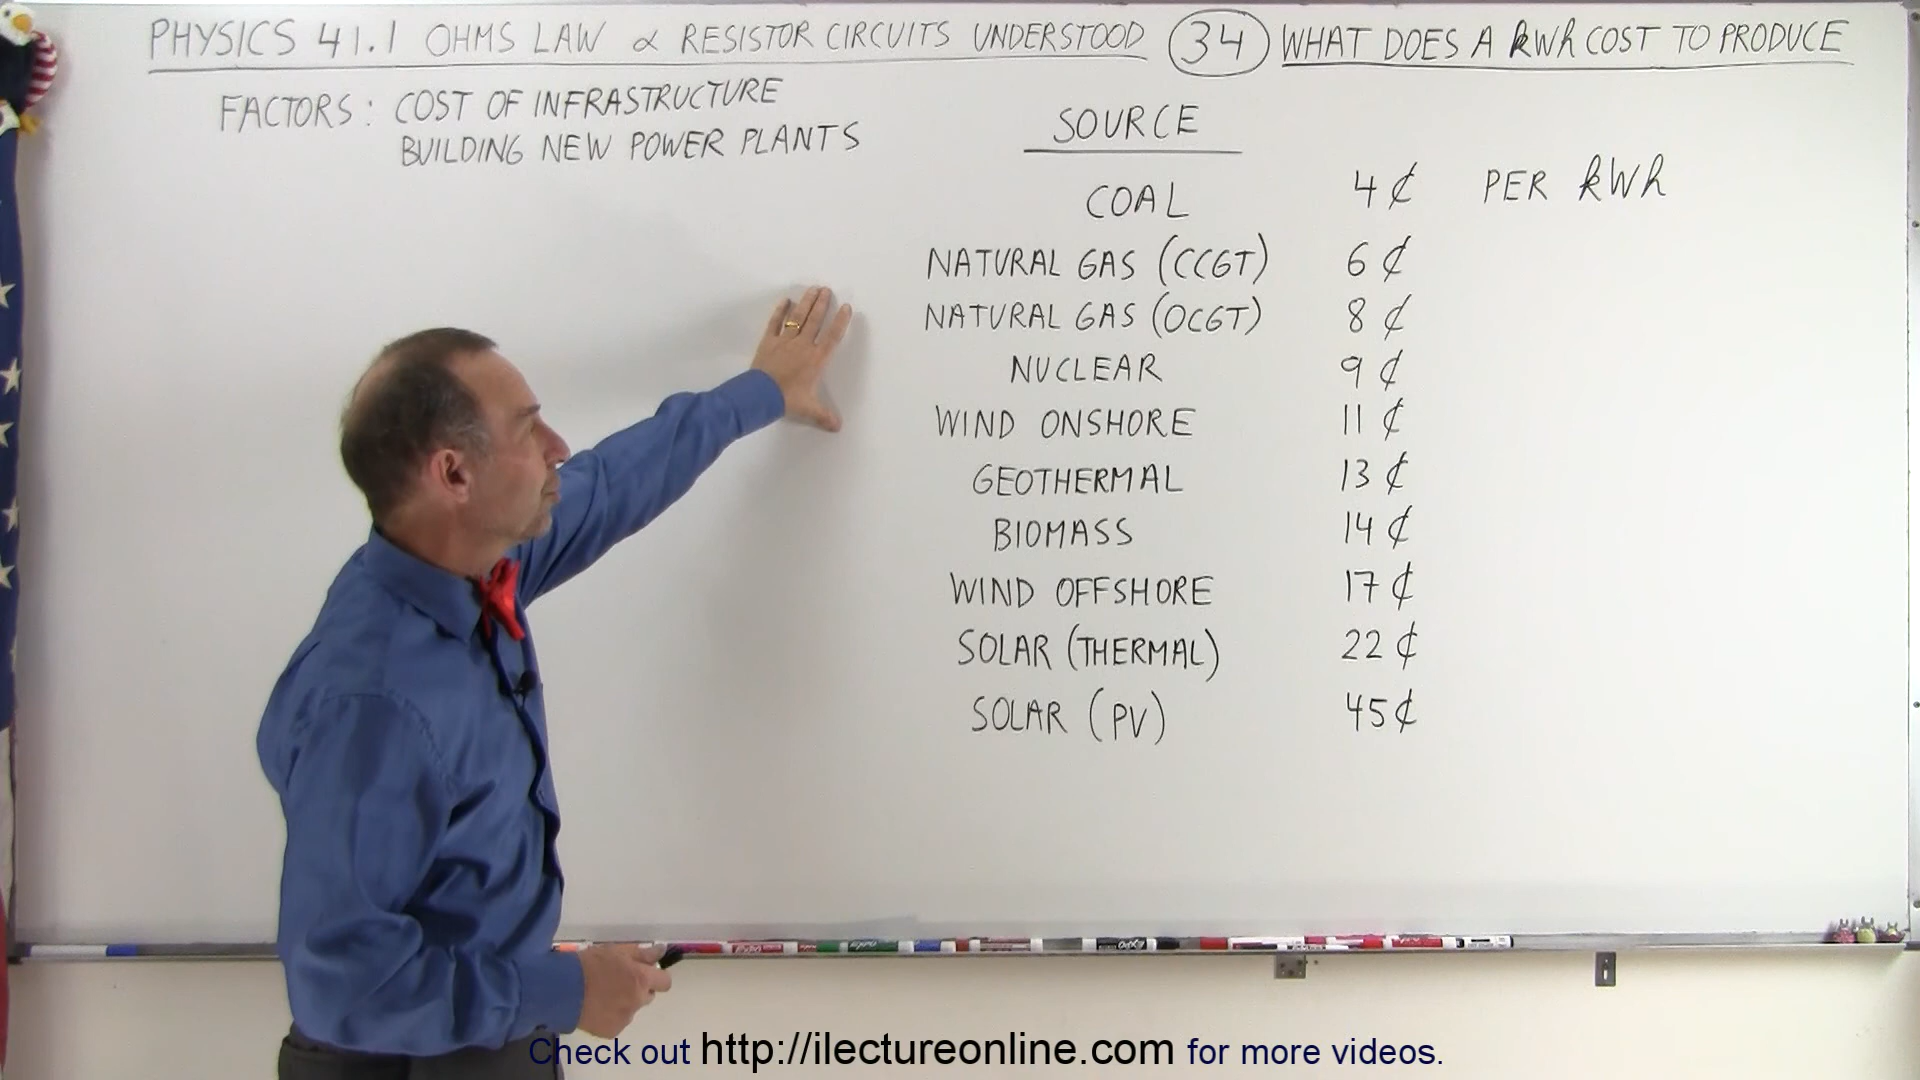 PHYSICS 41.1 OHMS LAW & RESISTOR CIRCUITS UNDERSTOOD 34 WHAT DOES A kWh COST TO PRODUCE
FACTORS: COST OF INFRASTRUCTURE
BUILDING NEW POWER PLANTS
SOURCE
COAL 4¢ PER kWh
NATURAL GAS (CCGT) 6¢
NATURAL GAS (OCGT) 8¢
NUCLEAR 9¢
WIND ONSHORE 11¢
GEOTHERMAL 13¢
BIOMASS 14¢
WIND OFFSHORE 17¢
SOLAR (THERMAL) 22¢
SOLAR (PV) 45¢
Check out http://ilectureonline.com for more videos.